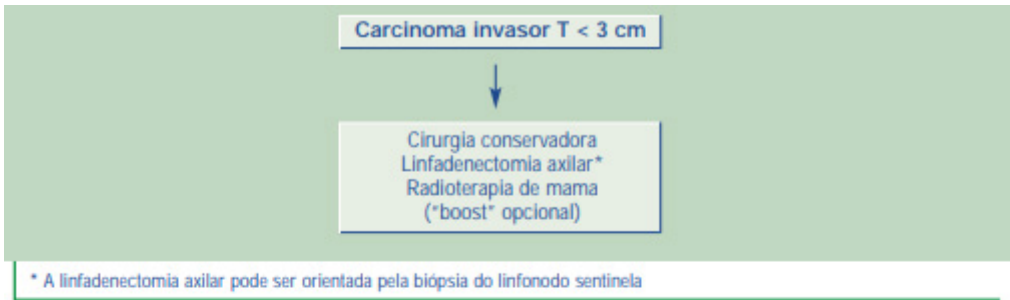 Carcinoma invasor T < 3 cm
Cirurgia conservadora
Linfadenectomia axilar*
Radioterapia de mama
("boost" opcional)
* A linfadenectomia axilar pode ser orientada pela biópsia do linfonodo sentinela